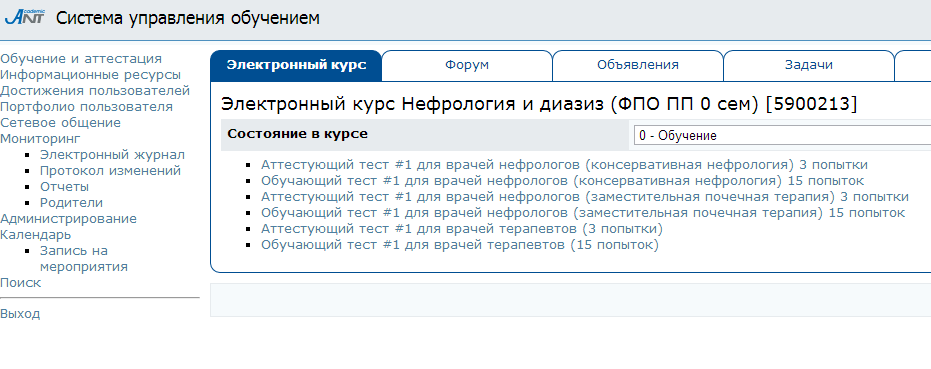 Academic
ANT
Система управления обучением
Обучение и аттестация
Информационные ресурсы
Достижения пользователей
Портфолио пользователя
Сетевое общение
Мониторинг
Электронный журнал
Протокол изменений
Отчеты
Родители
Администрирование
Календарь
Запись на
мероприятия
Поиск
Выход
Электронный курс
Форум
Объявления
Задачи
Электронный курс Нефрология и диазиз (ФПО ПП 0 сем) [5900213]
Состояние в курсе
0 - Обучение
Аттестующий тест #1 для врачей нефрологов (консервативная нефрология) 3 попытки
Обучающий тест #1 для врачей нефрологов (консервативная нефрология) 15 попыток
Аттестующий тест #1 для врачей нефрологов (заместительная почечная терапия) 3 попытки
Обучающий тест #1 для врачей нефрологов (заместительная почечная терапия) 15 попыток
Аттестующий тест #1 для врачей терапевтов (3 попытки)
Обучающий тест #1 для врачей терапевтов (15 попыток)